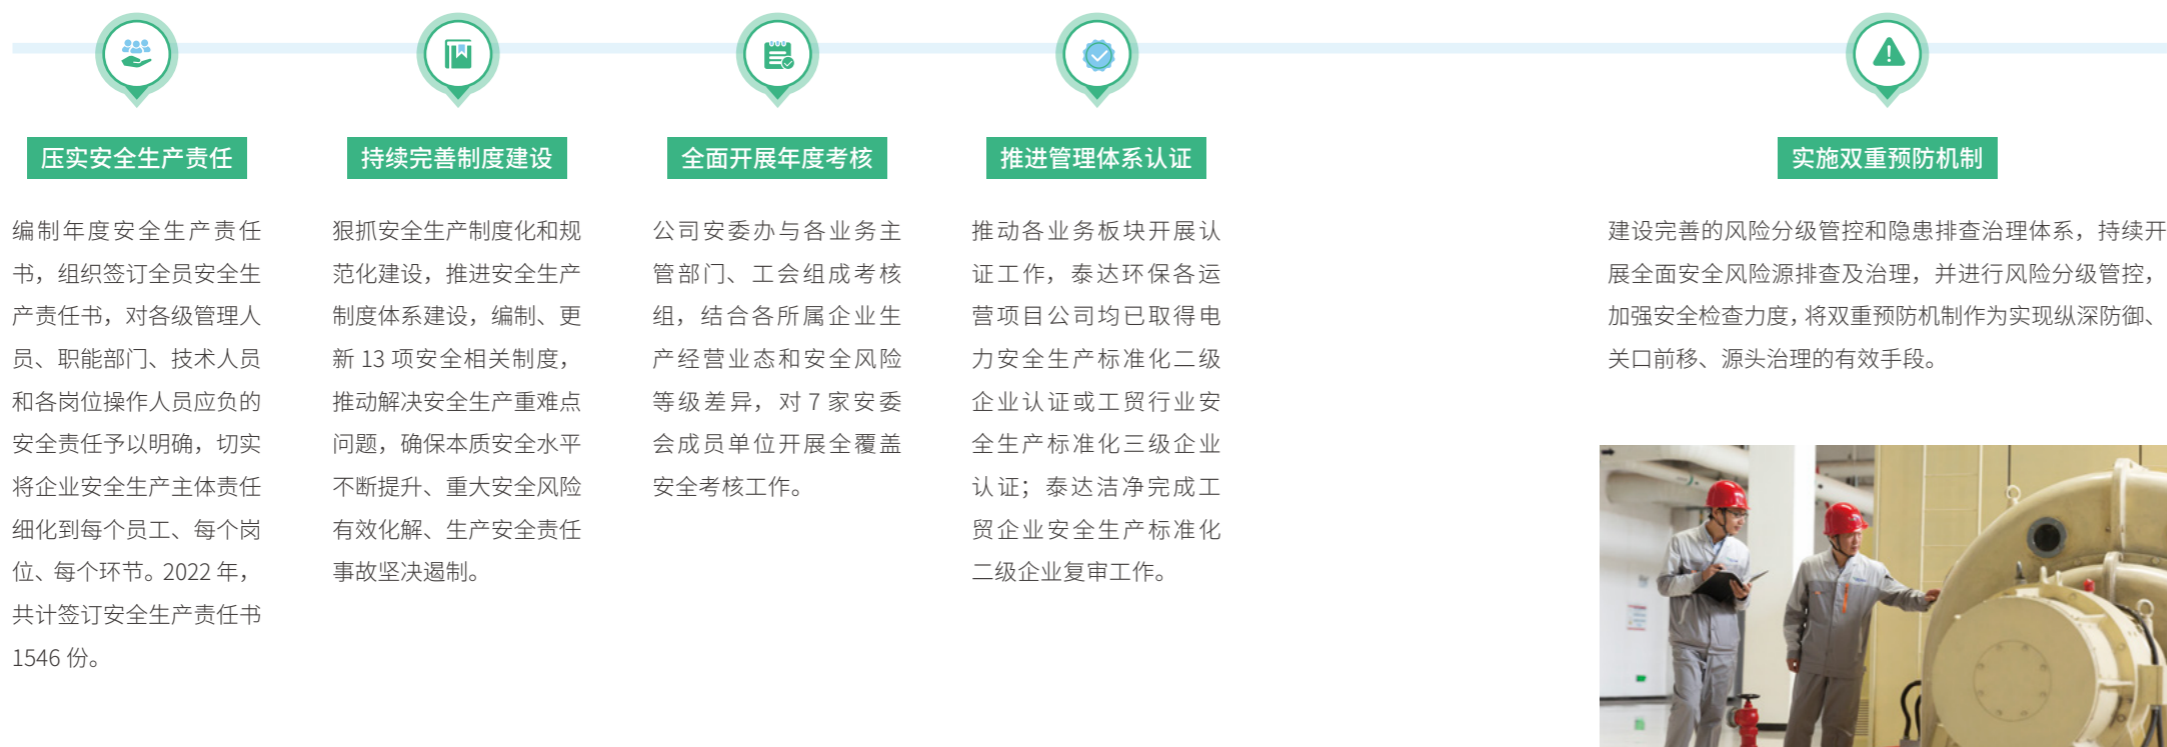 压实安全生产责任
编制年度安全生产责任
书，组织签订全员安全生
产责任书，对各级管理人
员、职能部门、技术人员
和各岗位操作人员应负的
安全责任予以明确，切实
将企业安全生产主体责任
细化到每个员工、每个岗
位、每个环节。2022 年，
共计签订安全生产责任书
1546 份。
持续完善制度建设
狠抓安全生产制度化和规
范化建设，推进安全生产
制度体系建设，编制、更
新 13 项安全相关制度，
推动解决安全生产重难点
问题，确保本质安全水平
不断提升、重大安全风险
有效化解、生产安全责任
事故坚决遏制。
全面开展年度考核
公司安委办与各业务主
管部门、工会组成考核
组，结合各所属企业生
产经营业态和安全风险
等级差异，对 7 家安委
会成员单位开展全覆盖
安全考核工作。
推进管理体系认证
推动各业务板块开展认
证工作，泰达环保各运
营项目公司均已取得电
力安全生产标准化二级
企业认证或工贸行业安
全生产标准化三级企业
认证；泰达洁净完成工
贸企业安全生产标准化
二级企业复审工作。
实施双重预防机制
建设完善的风险分级管控和隐患排查治理体系，持续开
展全面安全风险源排查及治理，并进行风险分级管控，
加强安全检查力度，将双重预防机制作为实现纵深防御、
关口前移、源头治理的有效手段。